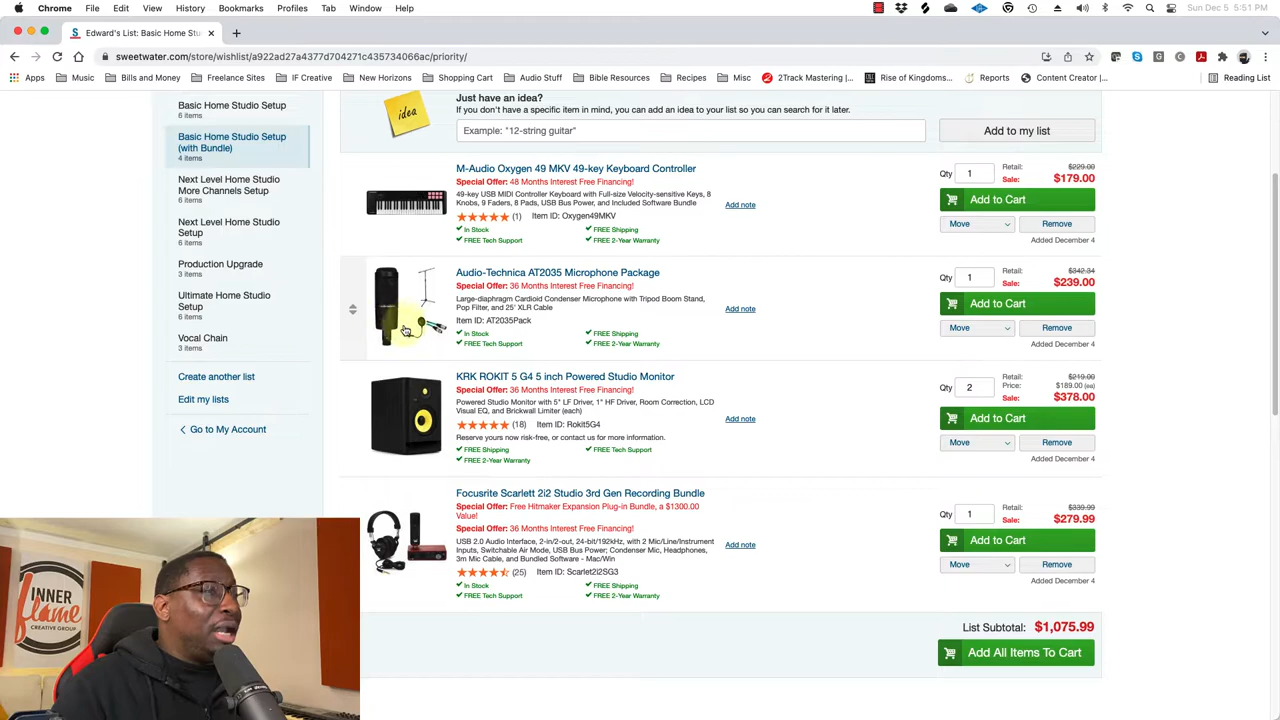 Chrome File Edit View History Bookmarks Profiles Tab Window Help Sun Dec 5 5:51 PM
Edward's List: Basic Home Stu
sweetwater.com/store/wishlist/a922ad27a4377d704271c435734066ac/priority/
Apps Music Bills and Money Freelance Sites IF Creative New Horizons Shopping Cart Audio Stuff Bible Resources Recipes Misc 2Track Mastering |... Rise of Kingdoms... Reports Content Creator |... Reading List
Basic Home Studio Setup
6 items
Basic Home Studio Setup
(with Bundle)
4 items
Next Level Home Studio
More Channels Setup
6 items
Next Level Home Studio
Setup
6 items
Production Upgrade
3 items
Ultimate Home Studio
Setup
6 items
Vocal Chain
3 items
Create another list
Edit my lists
Go to My Account
idea
Just have an idea?
If you don't have a specific item in mind, you can add an idea to your list so you can search for it later.
Example: "12-string guitar"
Add to my list
M-Audio Oxygen 49 MKV 49-key Keyboard Controller
Special Offer: 48 Months Interest Free Financing!
49-key USB MIDI Controller Keyboard with Full-size Velocity-sensitive Keys, 8
Knobs, 9 Faders, 8 Pads, USB Bus Power, and Included Software Bundle
(1) Item ID: Oxygen49MKV
In Stock FREE Shipping
FREE Tech Support FREE 2-Year Warranty
Add note
Qty 1 Retail: $229.00
Sale: $179.00
Add to Cart
Move Remove
Added December 4
Audio-Technica AT2035 Microphone Package
Special Offer: 36 Months Interest Free Financing!
Large-diaphragm Cardioid Condenser Microphone with Tripod Boom Stand,
Pop Filter, and 25' XLR Cable
Item ID: AT2035Pack
In Stock FREE Shipping
FREE Tech Support FREE 2-Year Warranty
Add note
Qty 1 Retail: $342.34
Sale: $239.00
Add to Cart
Move Remove
Added December 4
KRK ROKIT 5 G4 5 inch Powered Studio Monitor
Special Offer: 36 Months Interest Free Financing!
Powered Studio Monitor with 5" LF Driver, 1" HF Driver, Room Correction, LCD
Visual EQ, and Brickwall Limiter (each)
(18) Item ID: Rokit5G4
Reserve yours now risk-free, or contact us for more information.
FREE Shipping FREE Tech Support
FREE 2-Year Warranty
Add note
Qty 2 Retail: $219.00
Price: $189.00 (ea)
Sale: $378.00
Add to Cart
Move Remove
Added December 4
Focusrite Scarlett 2i2 Studio 3rd Gen Recording Bundle
Special Offer: Free Hitmaker Expansion Plug-in Bundle, a $1300.00
Value!
Special Offer: 36 Months Interest Free Financing!
USB 2.0 Audio Interface, 2-in/2-out, 24-bit/192kHz, with 2 Mic/Line/Instrument
Inputs, Switchable Air Mode, USB Bus Power; Condenser Mic, Headphones,
3m Mic Cable, and Bundled Software - Mac/Win
(25) Item ID: Scarlet2i2SG3
In Stock FREE Shipping
FREE Tech Support FREE 2-Year Warranty
Add note
Qty 1 Retail: $339.99
Sale: $279.99
Add to Cart
Move Remove
Added December 4
List Subtotal: $1,075.99
Add All Items To Cart
INNER
flame
CREATIVE GROUP